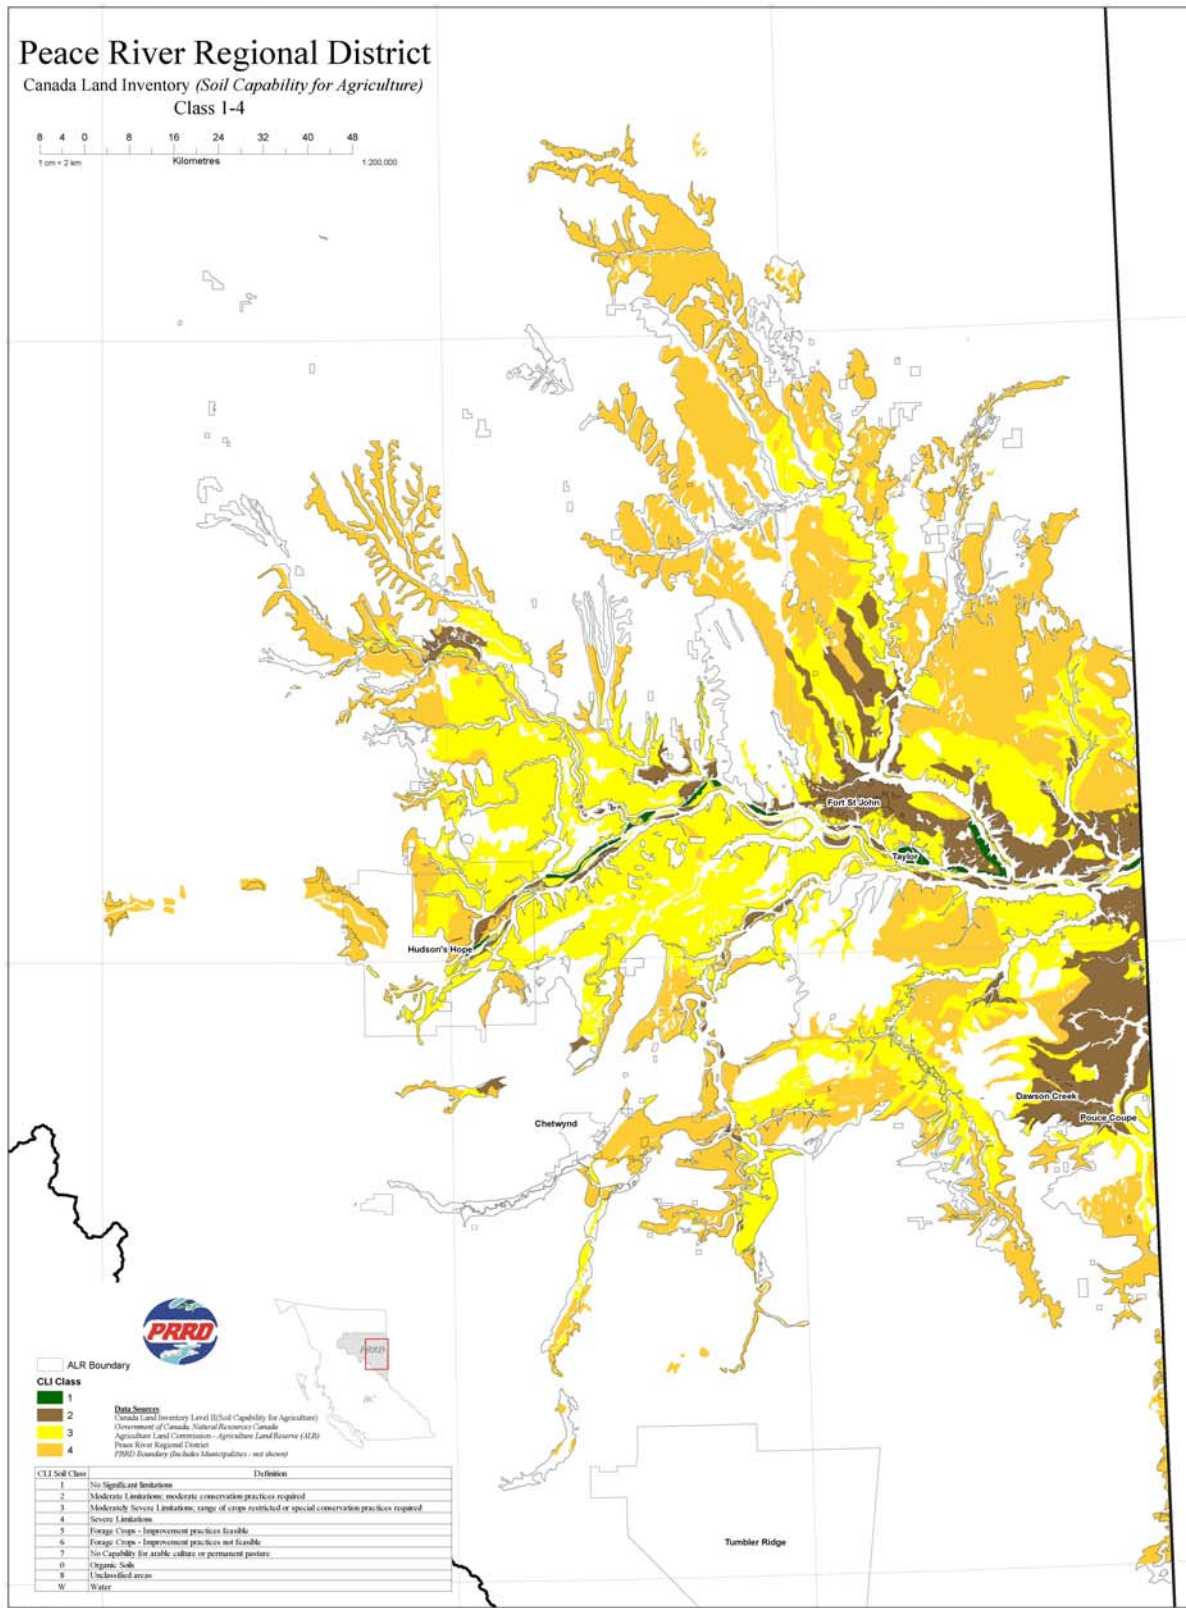 Peace River Regional District
Canada Land Inventory (Soil Capability for Agriculture)
Class 1-4
8 4 0 8 16 24 32 40 48
1 cm = 2 km Kilometres 1:200,000
Fort St John
Taylor
Hudson's Hope
Dawson Creek
Pouce Coupe
Chetwynd
Tumbler Ridge
PRRD
PRRD
BC
ALR Boundary
CLI Class
1
2
3
4
Data Sources
Canada Land Inventory Level II(Soil Capability for Agriculture)
Government of Canada, Natural Resources Canada
Agriculture Land Commission - Agriculture Land Reserve (ALR)
Peace River Regional District
PRRD Boundary (Includes Municipalities - not shown)
CLI Soil Class Definition
1 No Significant limitations
2 Moderate Limitations; moderate conservation practices required
3 Moderately Severe Limitations; range of crops restricted or special conservation practices required
4 Severe Limitations
5 Forage Crops - Improvement practices feasible
6 Forage Crops - Improvement practices not feasible
7 No Capability for arable culture or permanent pasture
0 Organic Soils
8 Unclassified areas
W Water